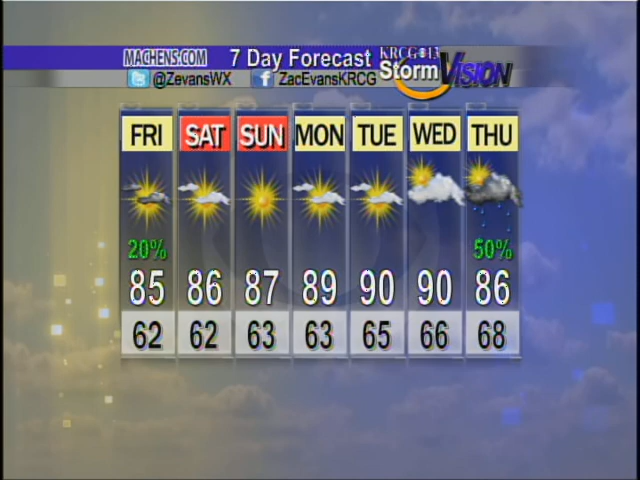 MACHENS.COM 7 Day Forecast KRCG 13
@ZevansWX ZacEvansKRCG StormVISION
FRI SAT SUN MON TUE WED THU
20% 50%
85 86 87 89 90 90 86
62 62 63 63 65 66 68